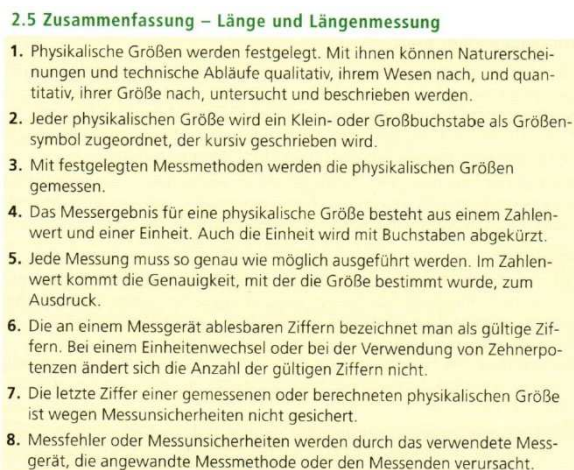 2.5 Zusammenfassung – Länge und Längenmessung
1. Physikalische Größen werden festgelegt. Mit ihnen können Naturerschei-
nungen und technische Abläufe qualitativ, ihrem Wesen nach, und quan-
titativ, ihrer Größe nach, untersucht und beschrieben werden.
2. Jeder physikalischen Größe wird ein Klein- oder Großbuchstabe als Größen-
symbol zugeordnet, der kursiv geschrieben wird.
3. Mit festgelegten Messmethoden werden die physikalischen Größen
gemessen.
4. Das Messergebnis für eine physikalische Größe besteht aus einem Zahlen-
wert und einer Einheit. Auch die Einheit wird mit Buchstaben abgekürzt.
5. Jede Messung muss so genau wie möglich ausgeführt werden. Im Zahlen-
wert kommt die Genauigkeit, mit der die Größe bestimmt wurde, zum
Ausdruck.
6. Die an einem Messgerät ablesbaren Ziffern bezeichnet man als gültige Zif-
fern. Bei einem Einheitenwechsel oder bei der Verwendung von Zehnerpo-
tenzen ändert sich die Anzahl der gültigen Ziffern nicht.
7. Die letzte Ziffer einer gemessenen oder berechneten physikalischen Größe
ist wegen Messunsicherheiten nicht gesichert.
8. Messfehler oder Messunsicherheiten werden durch das verwendete Mess-
gerät, die angewandte Messmethode oder den Messenden verursacht.